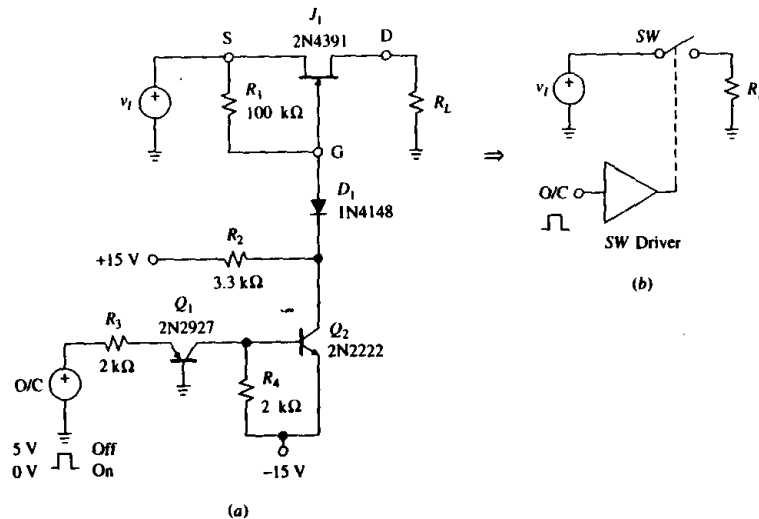 J1
2N4391
S
D
SW
vI
R1
100 kΩ
RL
G
⇒
vI
R
D1
1N4148
O/C
SW Driver
(b)
R2
+15 V
3.3 kΩ
Q1
2N2927
Q2
2N2222
R3
2 kΩ
O/C
R4
2 kΩ
5 V Off
0 V On
–15 V
(a)